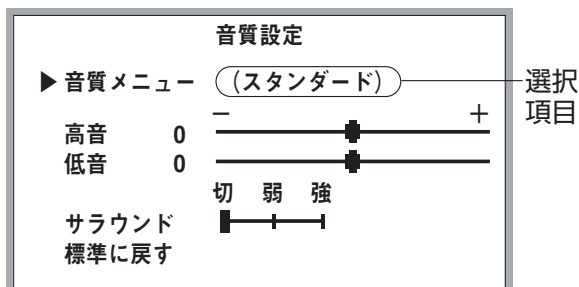 音質設定
▶音質メニュー (スタンダード) 選択項目
− +
高音 0
低音 0
切 弱 強
サラウンド
標準に戻す